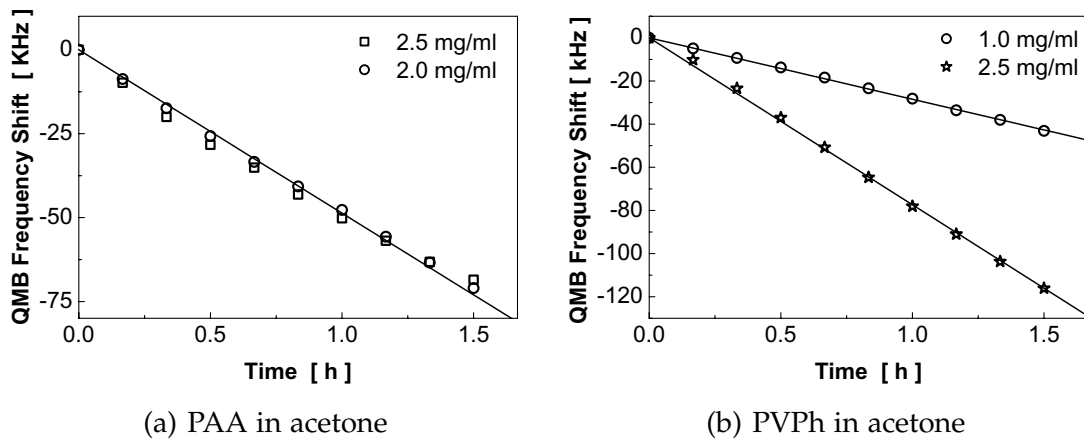 QMB Frequency Shift [ KHz ]
0
-25
-50
-75
2.5 mg/ml
2.0 mg/ml
0.0 0.5 1.0 1.5
Time [ h ]
(a) PAA in acetone
QMB Frequency Shift [ kHz ]
0
-20
-40
-60
-80
-100
-120
1.0 mg/ml
2.5 mg/ml
0.0 0.5 1.0 1.5
Time [ h ]
(b) PVPh in acetone